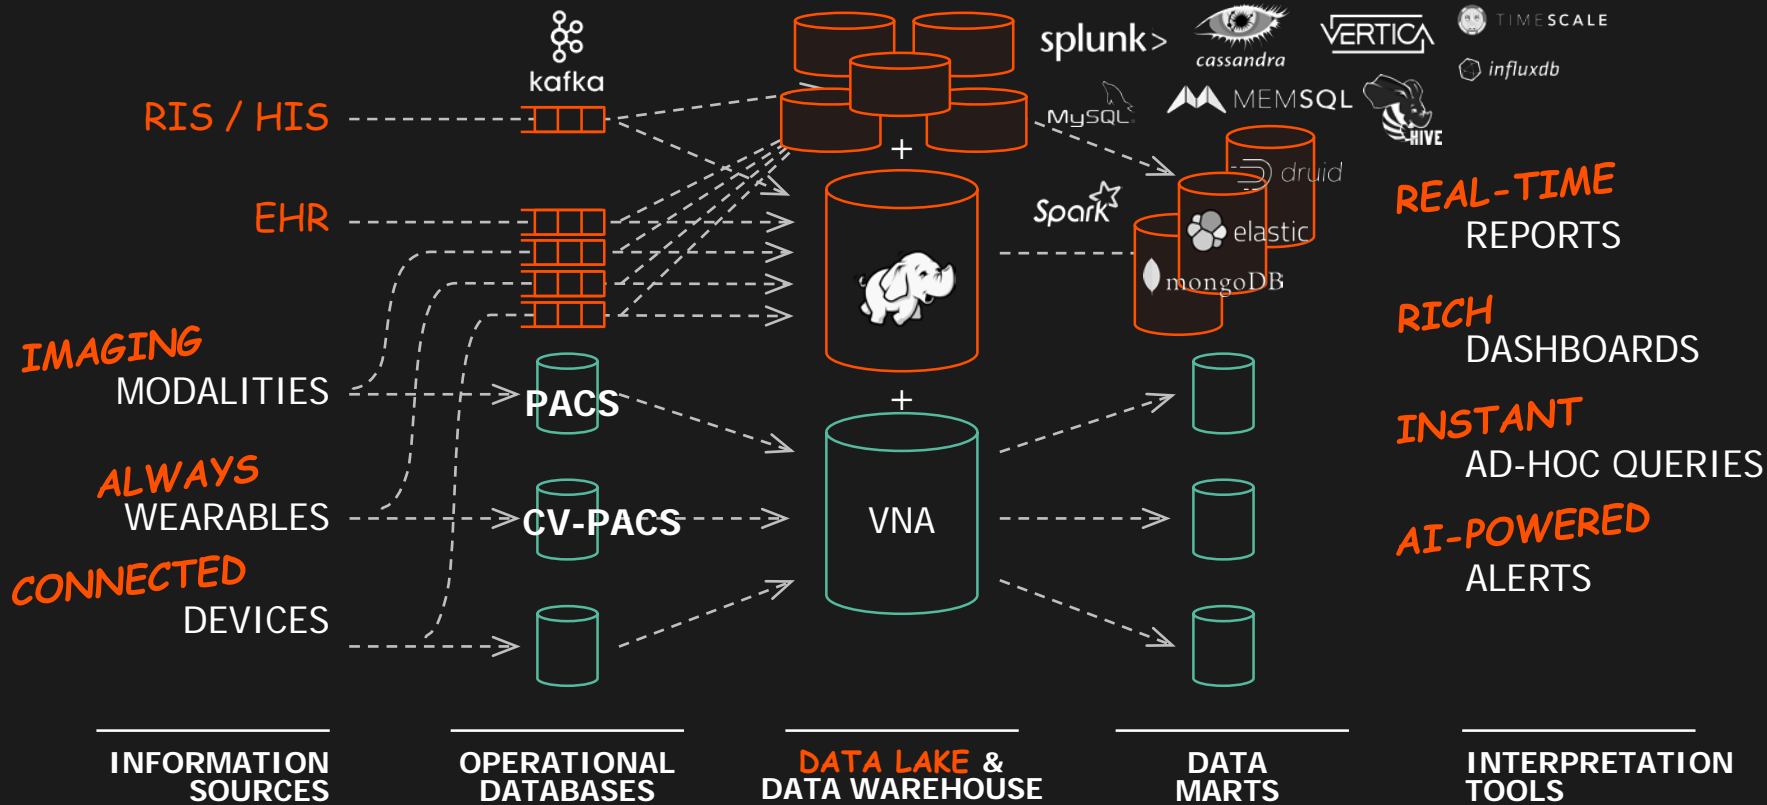 kafka
splunk>
cassandra
VERTICA
TIMESCALE
influxdb
MySQL
MEMSQL
HIVE
RIS / HIS
+
druid
Spark
elastic
mongoDB
EHR
REAL-TIME
REPORTS
RICH
DASHBOARDS
IMAGING
MODALITIES
PACS
+
INSTANT
AD-HOC QUERIES
ALWAYS
WEARABLES
CV-PACS
VNA
AI-POWERED
ALERTS
CONNECTED
DEVICES
INFORMATION
SOURCES
OPERATIONAL
DATABASES
DATA LAKE &
DATA WAREHOUSE
DATA
MARTS
INTERPRETATION
TOOLS